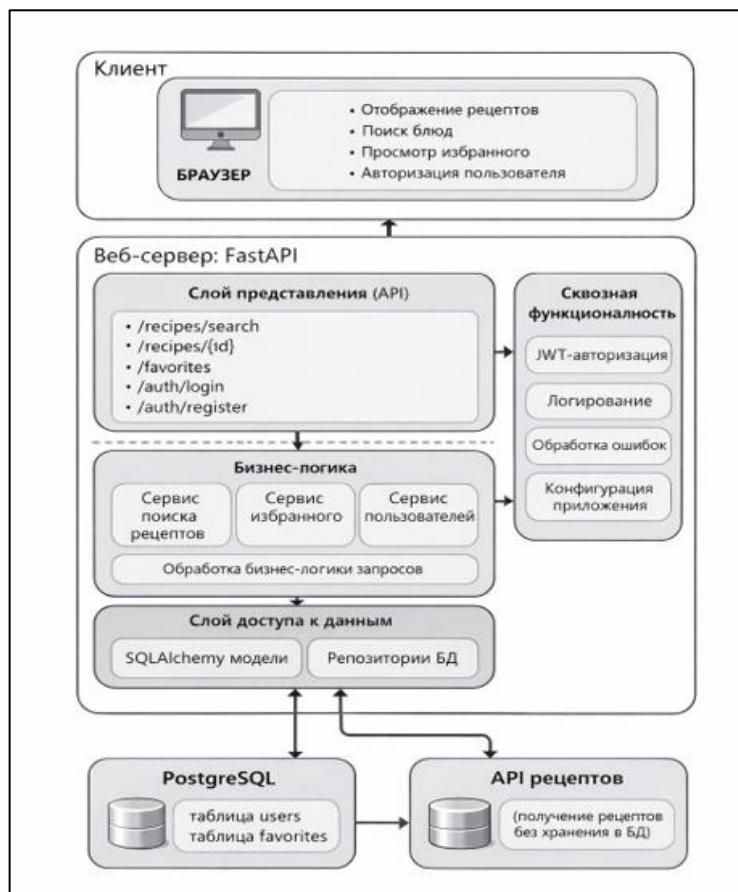 Клиент
БРАУЗЕР
• Отображение рецептов
• Поиск блюд
• Просмотр избранного
• Авторизация пользователя
Веб-сервер: FastAPI
Слой представления (API)
• /recipes/search
• /recipes/{id}
• /favorites
• /auth/login
• /auth/register
Сквозная
функционалность
JWT-авторизация
Логирование
Обработка ошибок
Конфигурация
приложения
Бизнес-логика
Сервис
поиска
рецептов
Сервис
избранного
Сервис
пользователей
Обработка бизнес-логики запросов
Слой доступа к данным
SQLAlchemy модели
Репозитории БД
PostgreSQL
таблица users
таблица favorites
API рецептов
(получение рецептов
без хранения в БД)